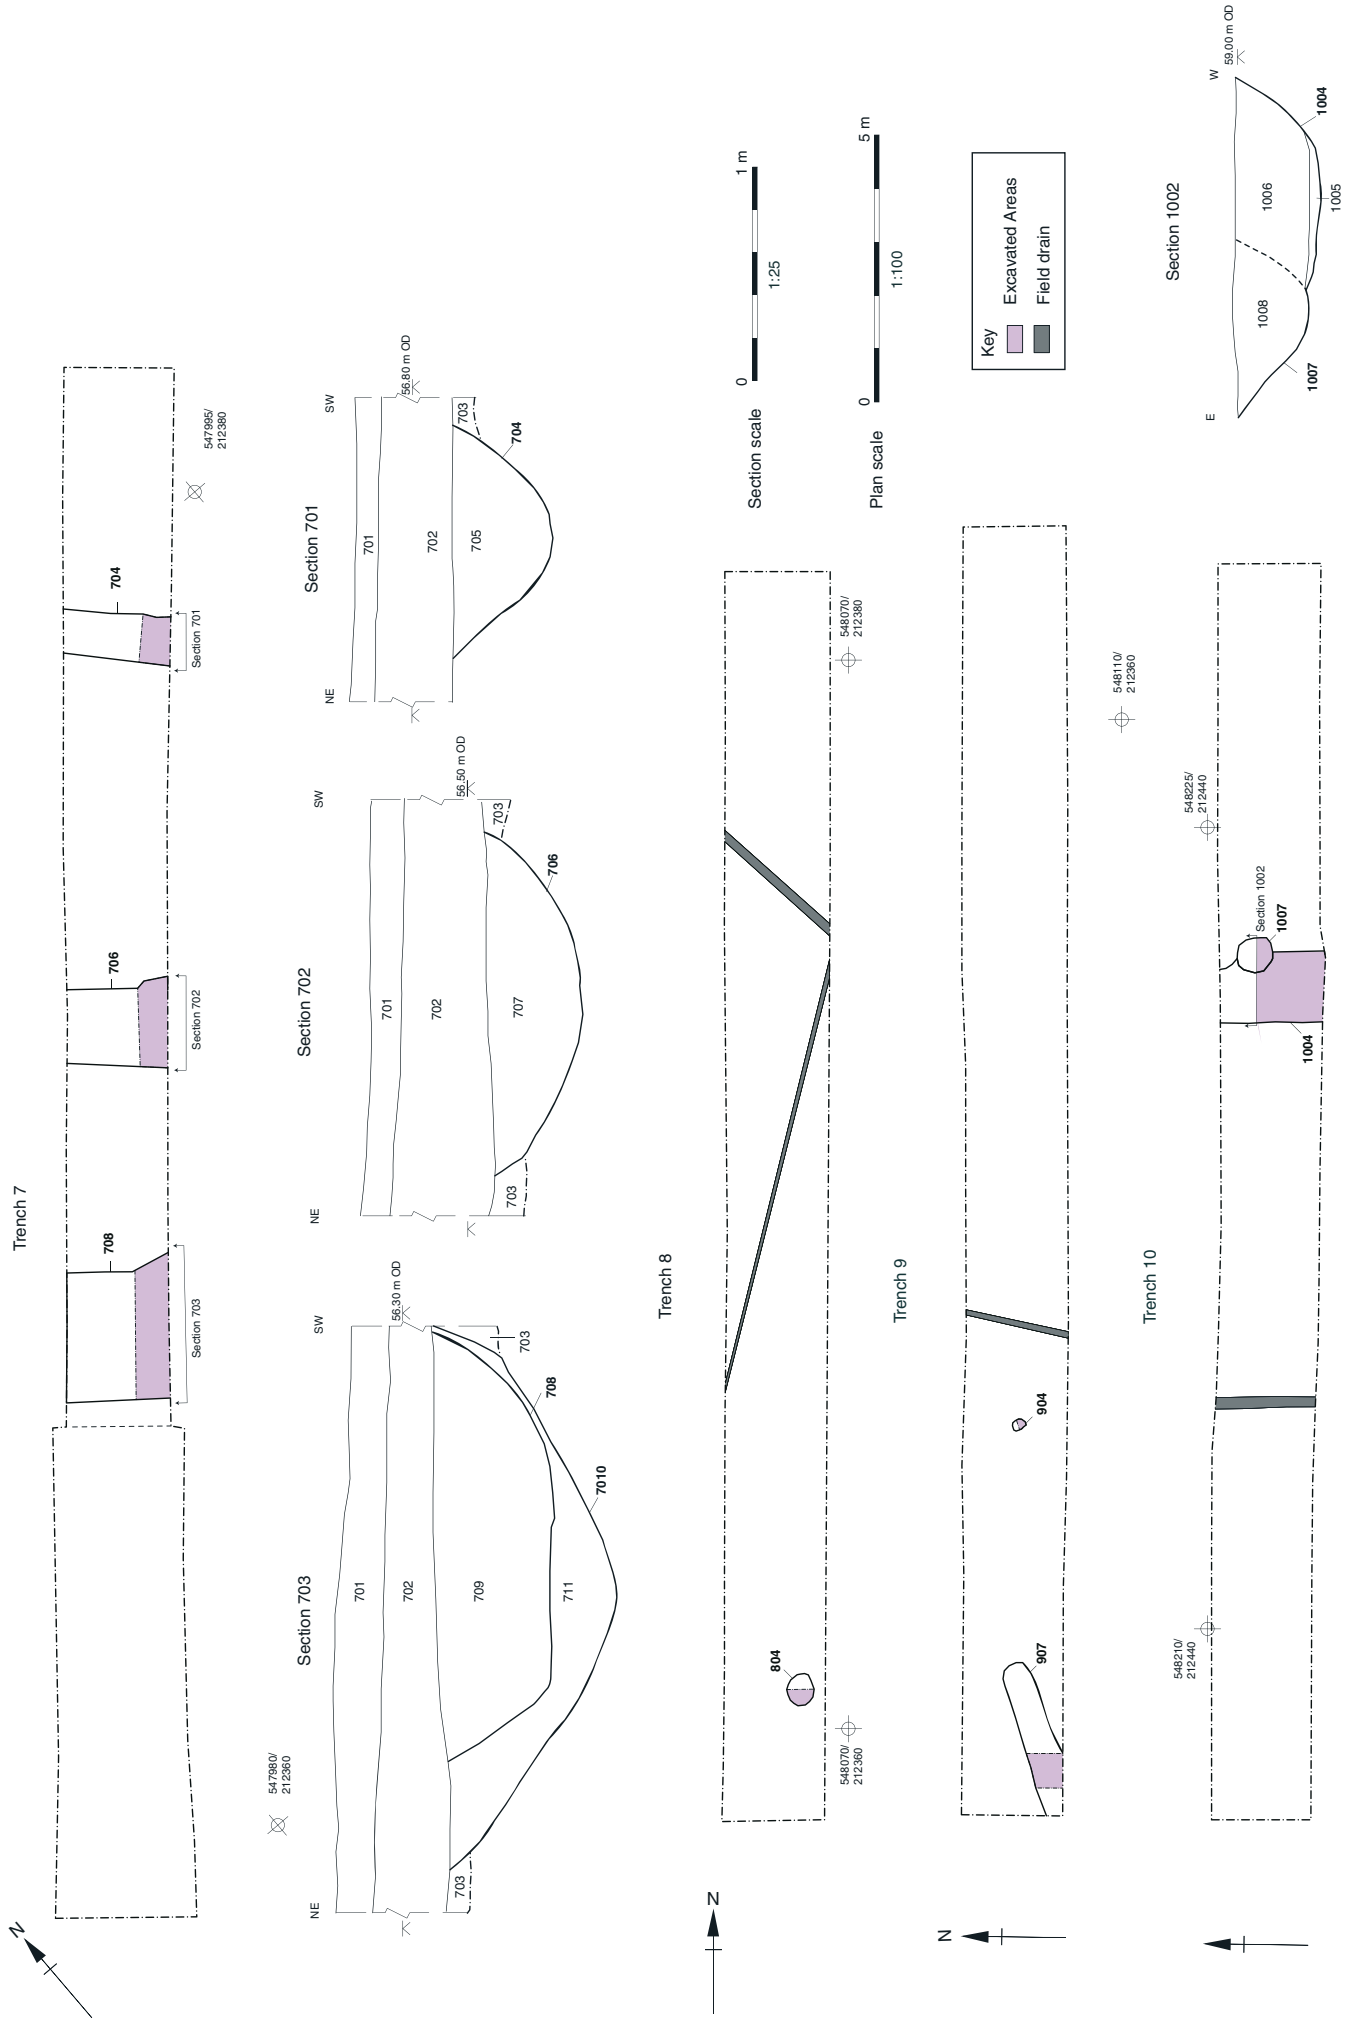 Trench 7
708
706
704
Section 703
Section 702
Section 701
547995/
212380
N
547980/
212360
Section 703
NE
SW
56.30 m OD
701
702
709
711
703
703
708
7010
Section 702
NE
SW
56.50 m OD
701
702
707
703
703
706
Section 701
NE
SW
56.80 m OD
701
702
705
703
704
Trench 8
804
548070/
212360
548070/
212380
N
Section scale
0
1 m
1:25
Plan scale
0
5 m
1:100
Trench 9
907
904
548110/
212360
N
Key
Excavated Areas
Field drain
Trench 10
548210/
212440
548225/
212440
Section 1002
1007
1004
Section 1002
E
W
59.00 m OD
1008
1006
1007
1004
1005